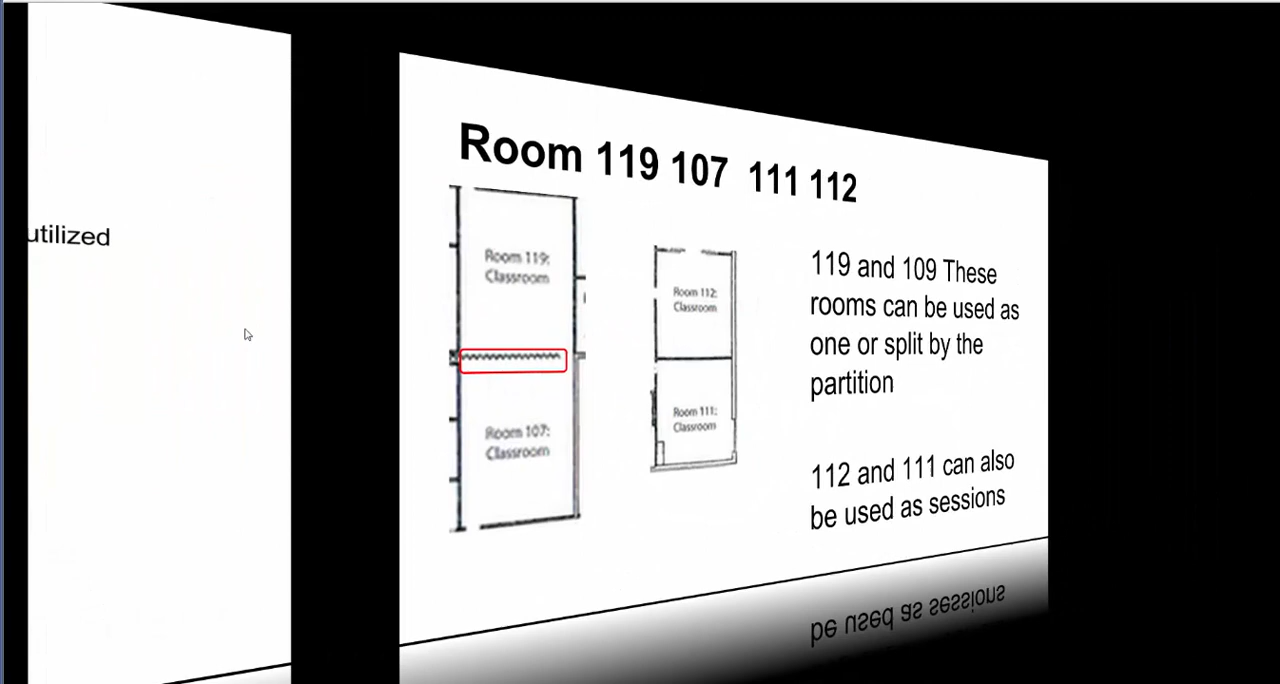 utilized
Room 119 107 111 112
Room 119:
Classroom
Room 107:
Classroom
Room 112:
Classroom
Room 111:
Classroom
119 and 109 These
rooms can be used as
one or split by the
partition
112 and 111 can also
be used as sessions
be used as sessions